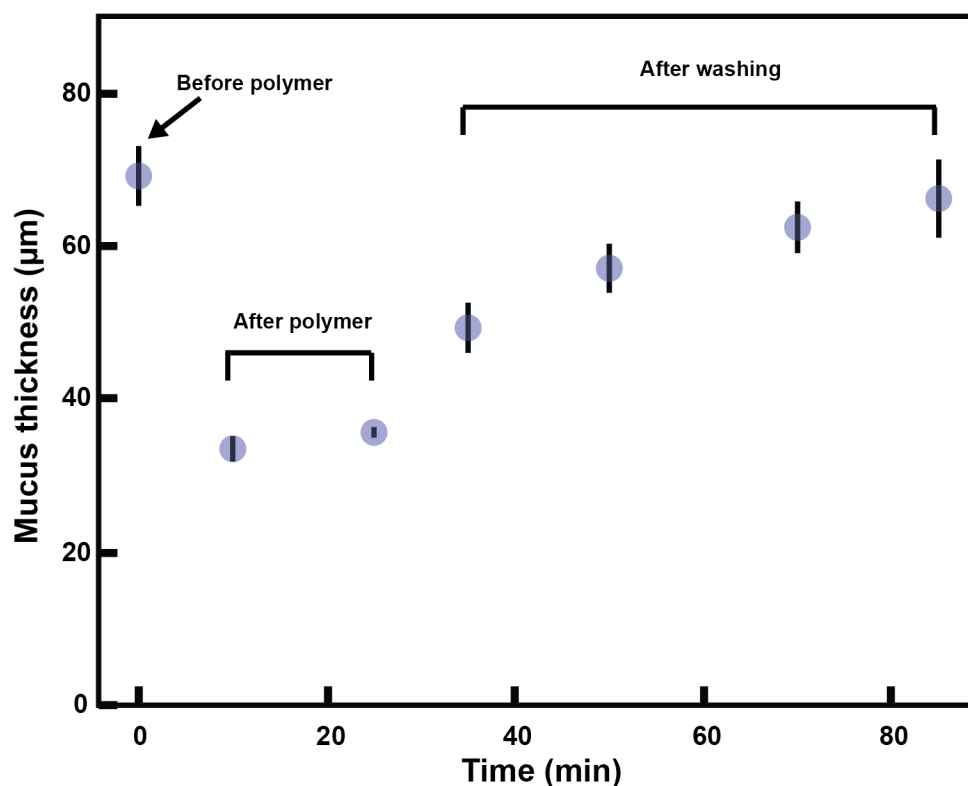 After washing
Before polymer
80
60
After polymer
40
20
0
Mucus thickness (µm)
0 20 40 60 80
Time (min)